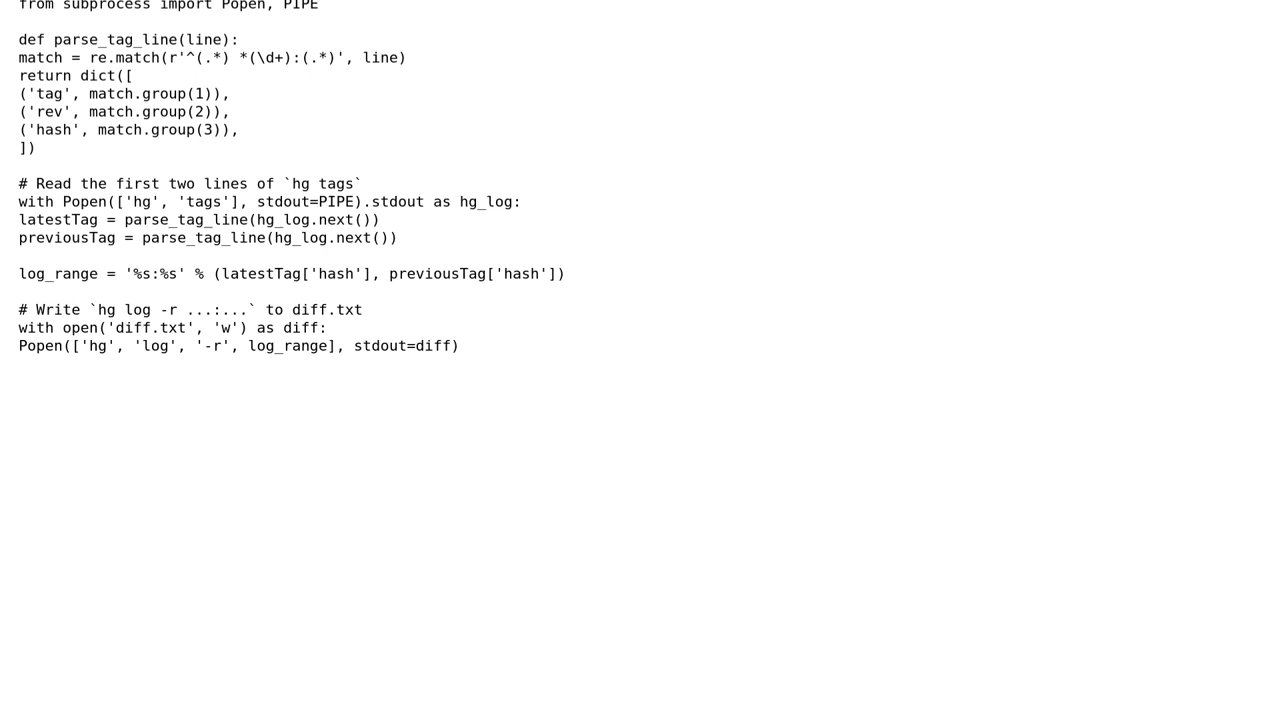 from subprocess import Popen, PIPE
def parse_tag_line(line):
match = re.match(r'^(.*) *(\d+):(.*)', line)
return dict([
('tag', match.group(1)),
('rev', match.group(2)),
('hash', match.group(3)),
])
# Read the first two lines of `hg tags`
with Popen(['hg', 'tags'], stdout=PIPE).stdout as hg_log:
latestTag = parse_tag_line(hg_log.next())
previousTag = parse_tag_line(hg_log.next())
log_range = '%s:%s' % (latestTag['hash'], previousTag['hash'])
# Write `hg log -r ...:...` to diff.txt
with open('diff.txt', 'w') as diff:
Popen(['hg', 'log', '-r', log_range], stdout=diff)